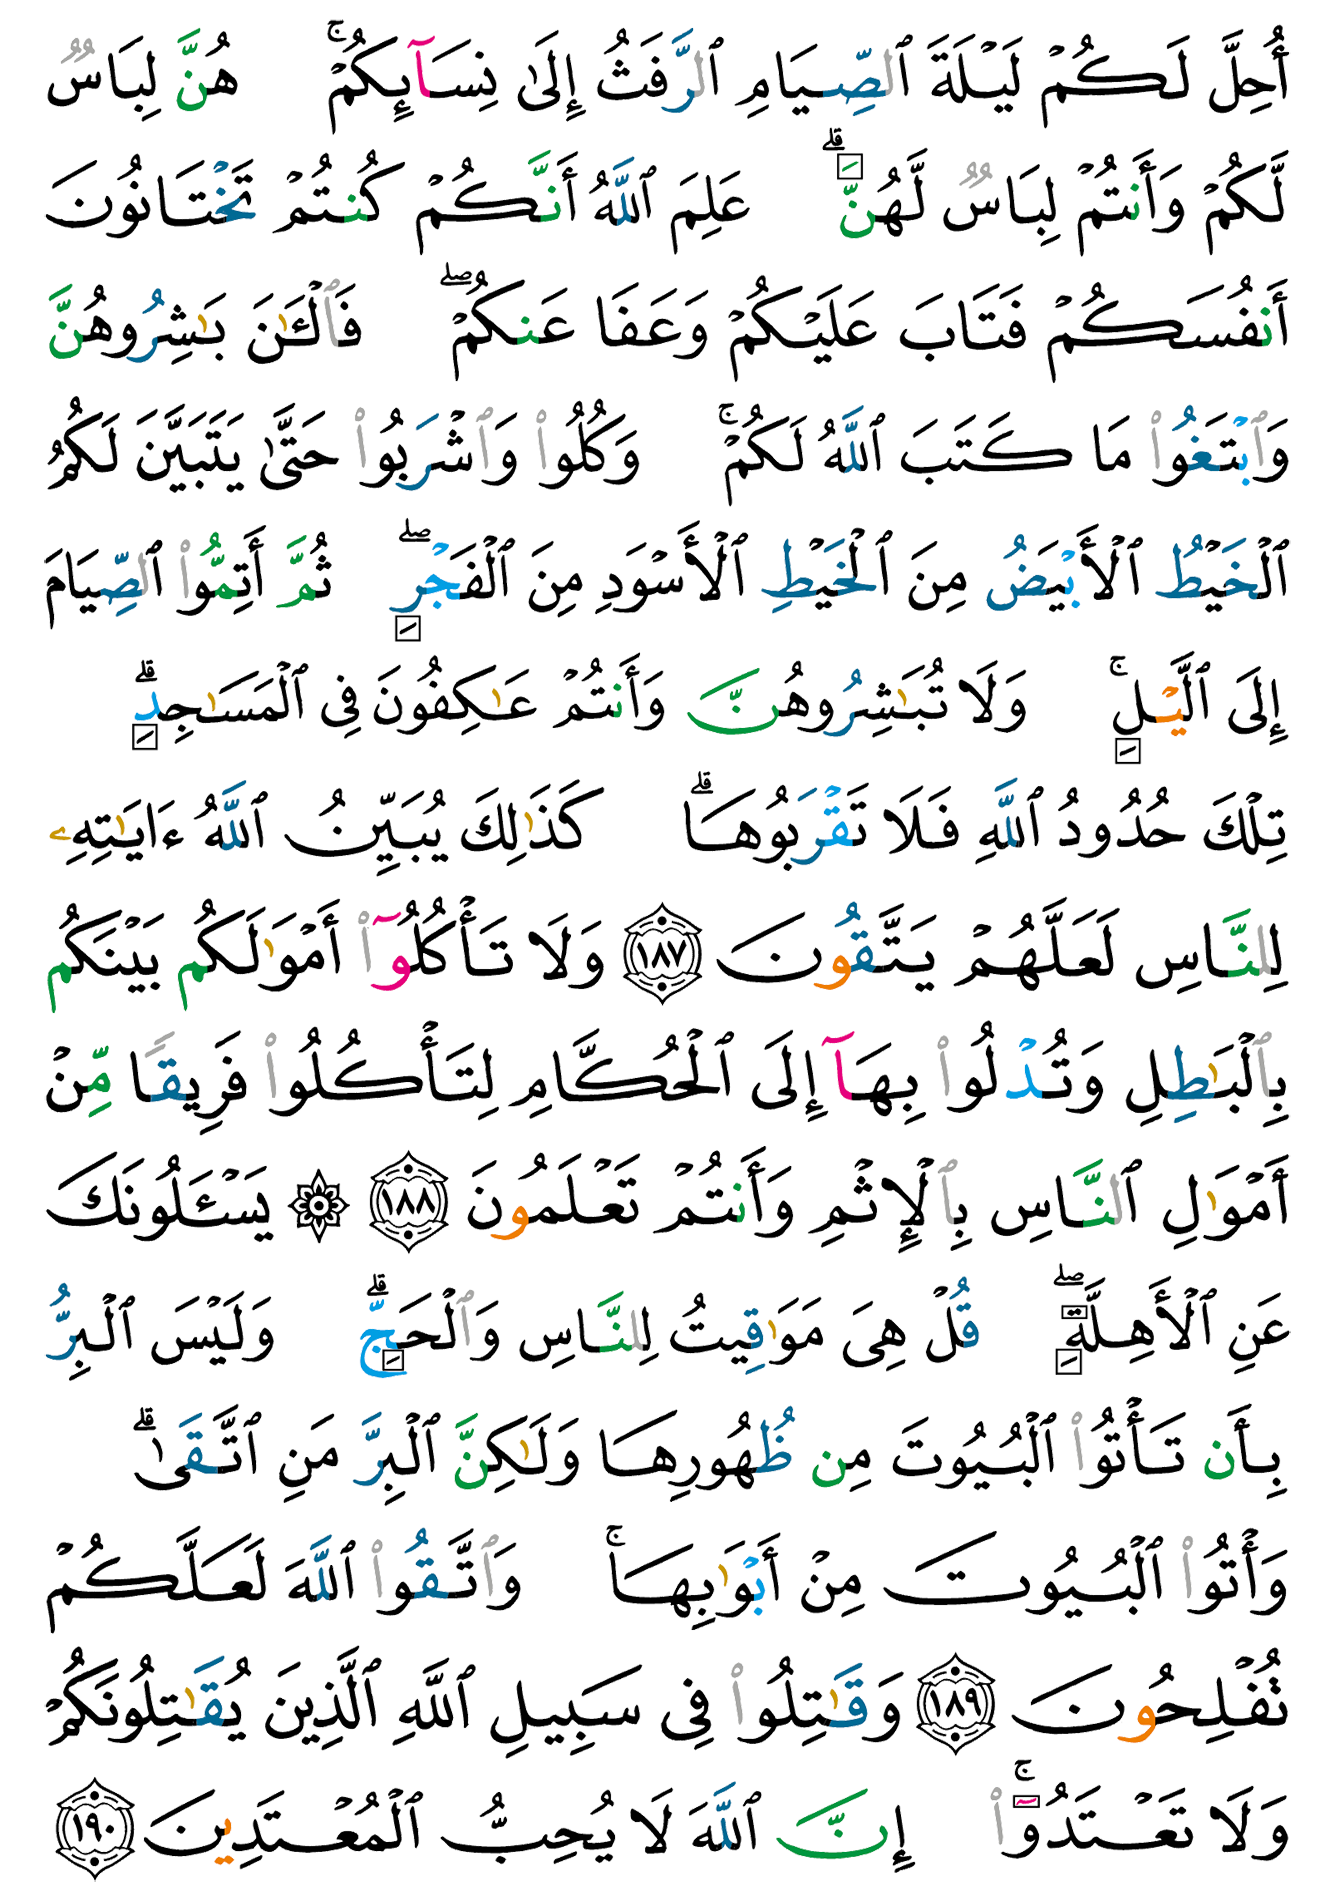 أُحِلَّ لَكُمْ لَيْلَةَ ٱلصِّيَامِ ٱلرَّفَثُ إِلَىٰ نِسَآئِكُمْ ۚ هُنَّ لِبَاسٌ
لَّكُمْ وَأَنتُمْ لِبَاسٌ لَّهُنَّ ۗ عَلِمَ ٱللَّهُ أَنَّكُمْ كُنتُمْ تَخْتَانُونَ
أَنفُسَكُمْ فَتَابَ عَلَيْكُمْ وَعَفَا عَنكُمْ ۖ فَٱلْـَٔـٰنَ بَـٰشِرُوهُنَّ
وَٱبْتَغُوا۟ مَا كَتَبَ ٱللَّهُ لَكُمْ ۚ وَكُلُوا۟ وَٱشْرَبُوا۟ حَتَّىٰ يَتَبَيَّنَ لَكُمُ
ٱلْخَيْطُ ٱلْأَبْيَضُ مِنَ ٱلْخَيْطِ ٱلْأَسْوَدِ مِنَ ٱلْفَجْرِ ۖ ثُمَّ أَتِمُّوا۟ ٱلصِّيَامَ
إِلَى ٱلَّيْلِ ۚ وَلَا تُبَـٰشِرُوهُنَّ وَأَنتُمْ عَـٰكِفُونَ فِى ٱلْمَسَـٰجِدِ ۗ
تِلْكَ حُدُودُ ٱللَّهِ فَلَا تَقْرَبُوهَا ۗ كَذَٰلِكَ يُبَيِّنُ ٱللَّهُ ءَايَـٰتِهِۦ
لِلنَّاسِ لَعَلَّهُمْ يَتَّقُونَ ١٨٧ وَلَا تَأْكُلُوٓا۟ أَمْوَٰلَكُم بَيْنَكُم
بِٱلْبَـٰطِلِ وَتُدْلُوا۟ بِهَآ إِلَى ٱلْحُكَّامِ لِتَأْكُلُوا۟ فَرِيقًا مِّنْ
أَمْوَٰلِ ٱلنَّاسِ بِٱلْإِثْمِ وَأَنتُمْ تَعْلَمُونَ ١٨٨ ۞ يَسْـَٔلُونَكَ
عَنِ ٱلْأَهِلَّةِ ۖ قُلْ هِىَ مَوَٰقِيتُ لِلنَّاسِ وَٱلْحَجِّ ۗ وَلَيْسَ ٱلْبِرُّ
بِأَن تَأْتُوا۟ ٱلْبُيُوتَ مِن ظُهُورِهَا وَلَـٰكِنَّ ٱلْبِرَّ مَنِ ٱتَّقَىٰ ۗ
وَأْتُوا۟ ٱلْبُيُوتَ مِنْ أَبْوَٰبِهَا ۚ وَٱتَّقُوا۟ ٱللَّهَ لَعَلَّكُمْ
تُفْلِحُونَ ١٨٩ وَقَـٰتِلُوا۟ فِى سَبِيلِ ٱللَّهِ ٱلَّذِينَ يُقَـٰتِلُونَكُمْ
وَلَا تَعْتَدُوٓا۟ ۚ إِنَّ ٱللَّهَ لَا يُحِبُّ ٱلْمُعْتَدِينَ ١٩٠